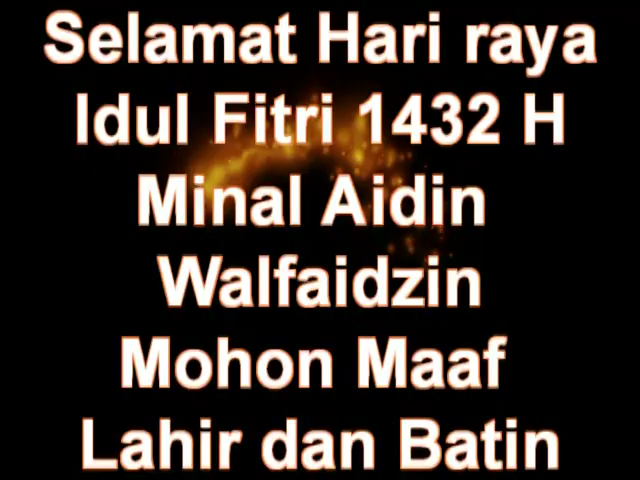 Selamat Hari raya
Idul Fitri 1432 H
Minal Aidin
Walfaidzin
Mohon Maaf
Lahir dan Batin